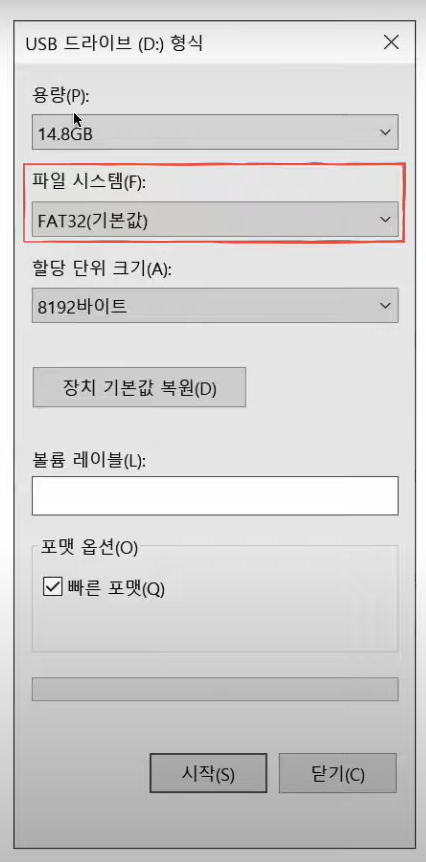 USB 드라이브 (D:) 형식
용량(P):
14.8GB
파일 시스템(F):
FAT32(기본값)
할당 단위 크기(A):
8192바이트
장치 기본값 복원(D)
볼륨 레이블(L):
포맷 옵션(O)
빠른 포맷(Q)
시작(S)
닫기(C)